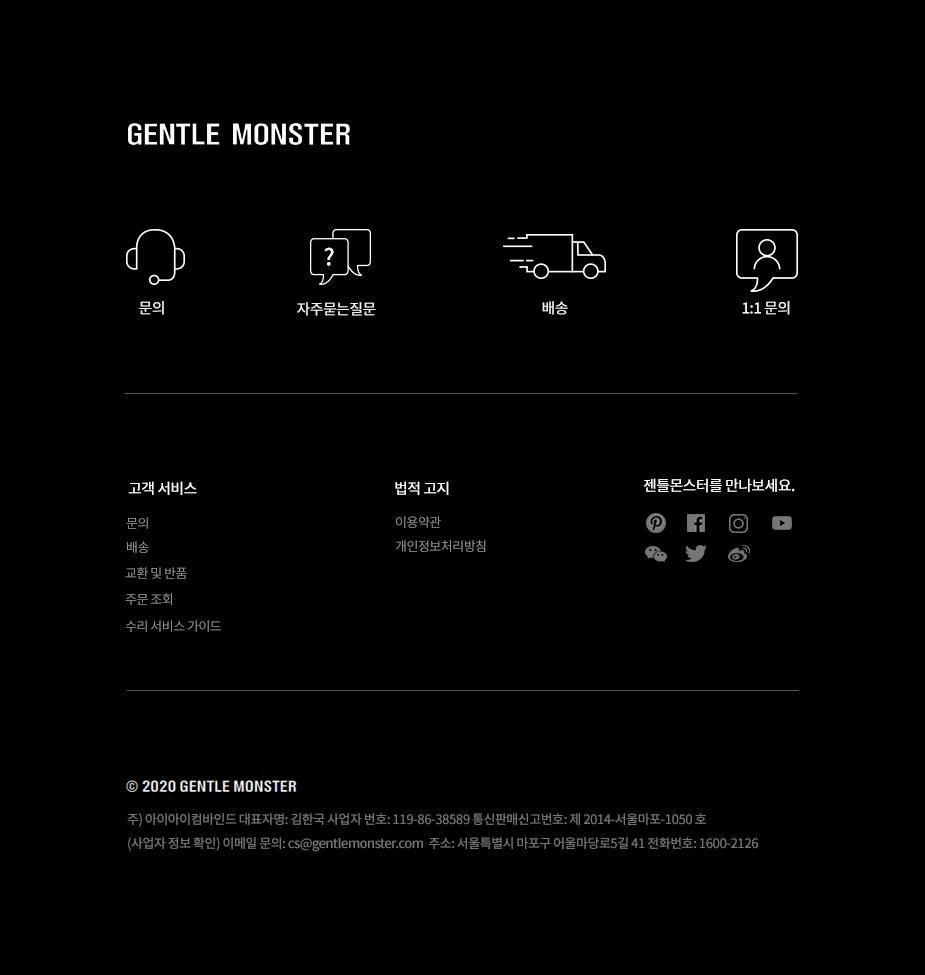 GENTLE MONSTER
?
문의
자주묻는질문
배송
1:1 문의
고객 서비스
문의
배송
교환 및 반품
주문 조회
수리 서비스 가이드
법적 고지
이용약관
개인정보처리방침
젠틀몬스터를 만나보세요.
© 2020 GENTLE MONSTER
주) 아이아이컴바인드 대표자명: 김한국 사업자 번호: 119-86-38589 통신판매신고번호: 제 2014-서울마포-1050 호
(사업자 정보 확인) 이메일 문의: cs@gentlemonster.com 주소: 서울특별시 마포구 어울마당로5길 41 전화번호: 1600-2126